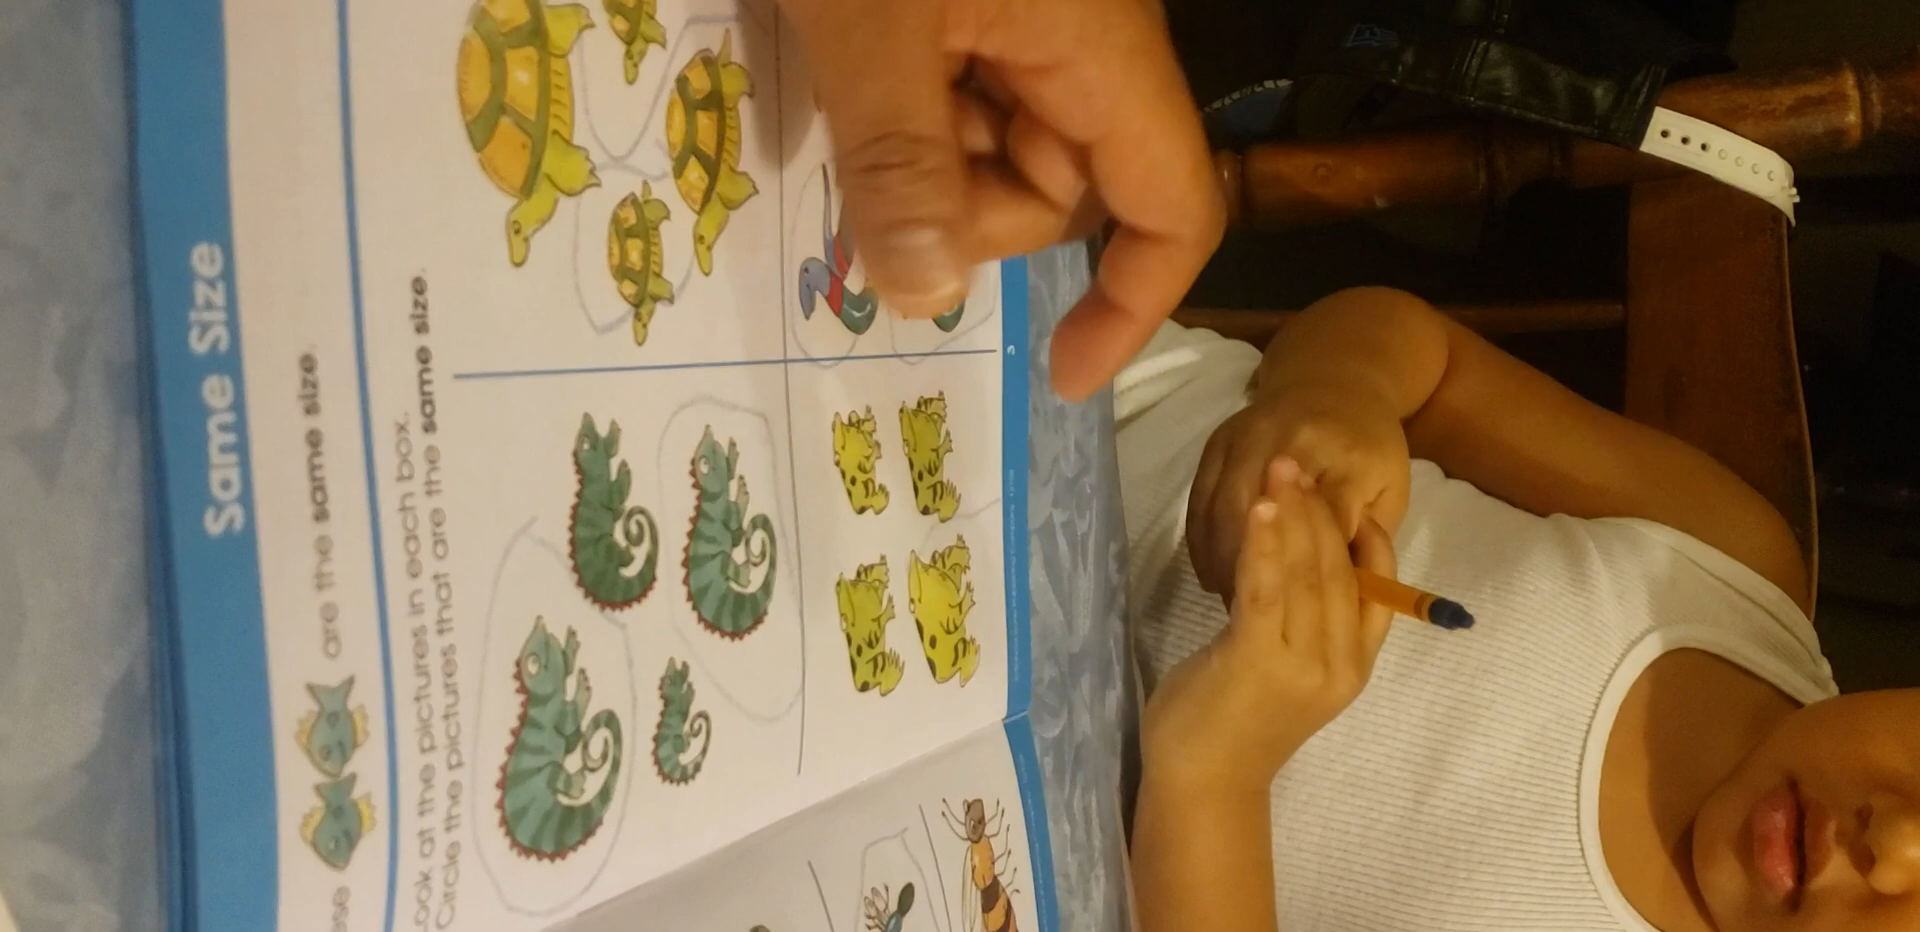 Same Size
are the same size.
Look at the pictures in each box.
Circle the pictures that are the same size.
3